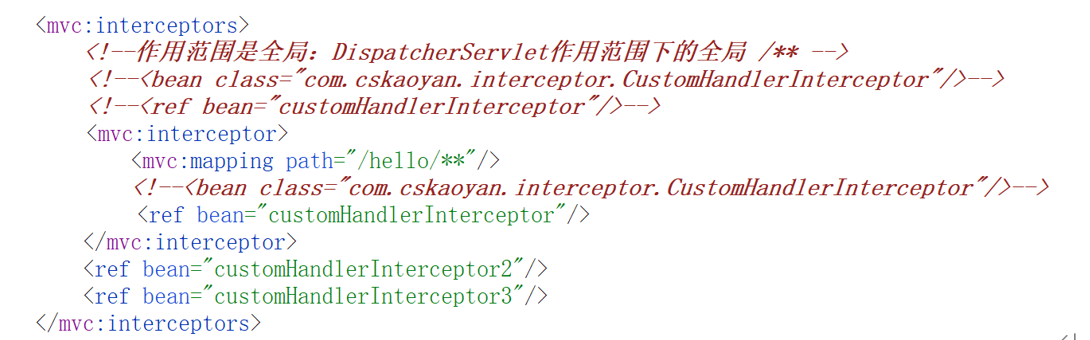 <mvc:interceptors>
<!--作用范围是全局：DispatcherServlet作用范围下的全局 /** -->
<!--<bean class="com.cskaoyan.interceptor.CustomHandlerInterceptor"/>-->
<!--<ref bean="customHandlerInterceptor"/>-->
<mvc:interceptor>
<mvc:mapping path="/hello/**"/>
<!--<bean class="com.cskaoyan.interceptor.CustomHandlerInterceptor"/>-->
<ref bean="customHandlerInterceptor"/>
</mvc:interceptor>
<ref bean="customHandlerInterceptor2"/>
<ref bean="customHandlerInterceptor3"/>
</mvc:interceptors>